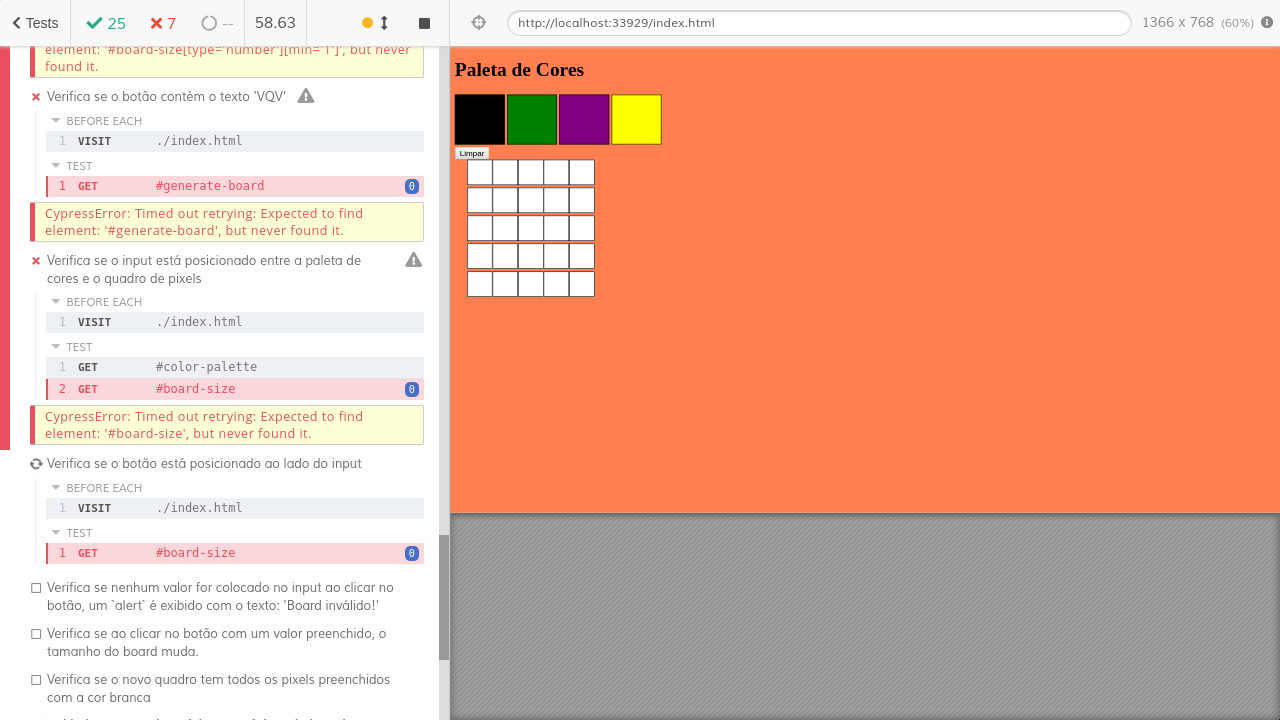 Tests
25
7
--
58.63
http://localhost:33929/index.html
1366 x 768 (60%)
element: '#board-size[type='number'][min='1']', but never
found it.
Verifica se o botão contém o texto 'VQV'
BEFORE EACH
1 VISIT ./index.html
TEST
1 GET #generate-board 0
CypressError: Timed out retrying: Expected to find
element: '#generate-board', but never found it.
Verifica se o input está posicionado entre a paleta de
cores e o quadro de pixels
BEFORE EACH
1 VISIT ./index.html
TEST
1 GET #color-palette
2 GET #board-size 0
CypressError: Timed out retrying: Expected to find
element: '#board-size', but never found it.
Verifica se o botão está posicionado ao lado do input
BEFORE EACH
1 VISIT ./index.html
TEST
1 GET #board-size 0
Verifica se nenhum valor for colocado no input ao clicar no
botão, um `alert` é exibido com o texto: 'Board inválido!'
Verifica se ao clicar no botão com um valor preenchido, o
tamanho do board muda.
Verifica se o novo quadro tem todos os pixels preenchidos
com a cor branca
Paleta de Cores
Limpar